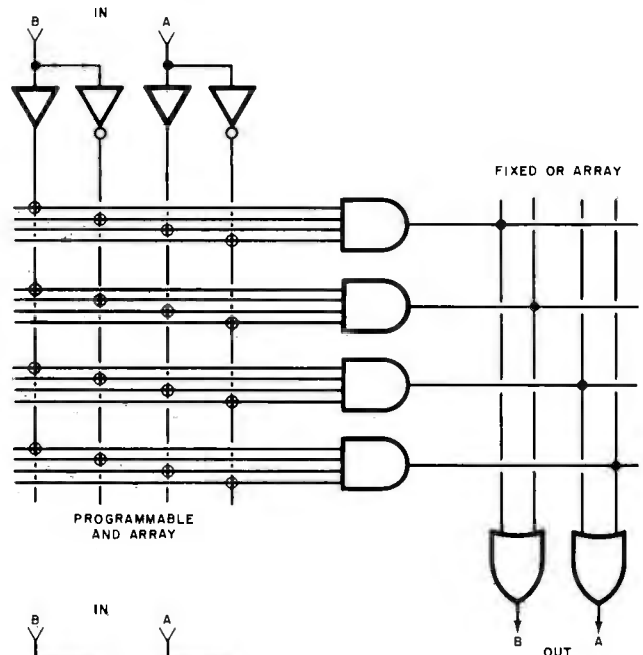 IN
B A
FIXED OR ARRAY
PROGRAMMABLE
AND ARRAY
IN
B A
B A
OUT